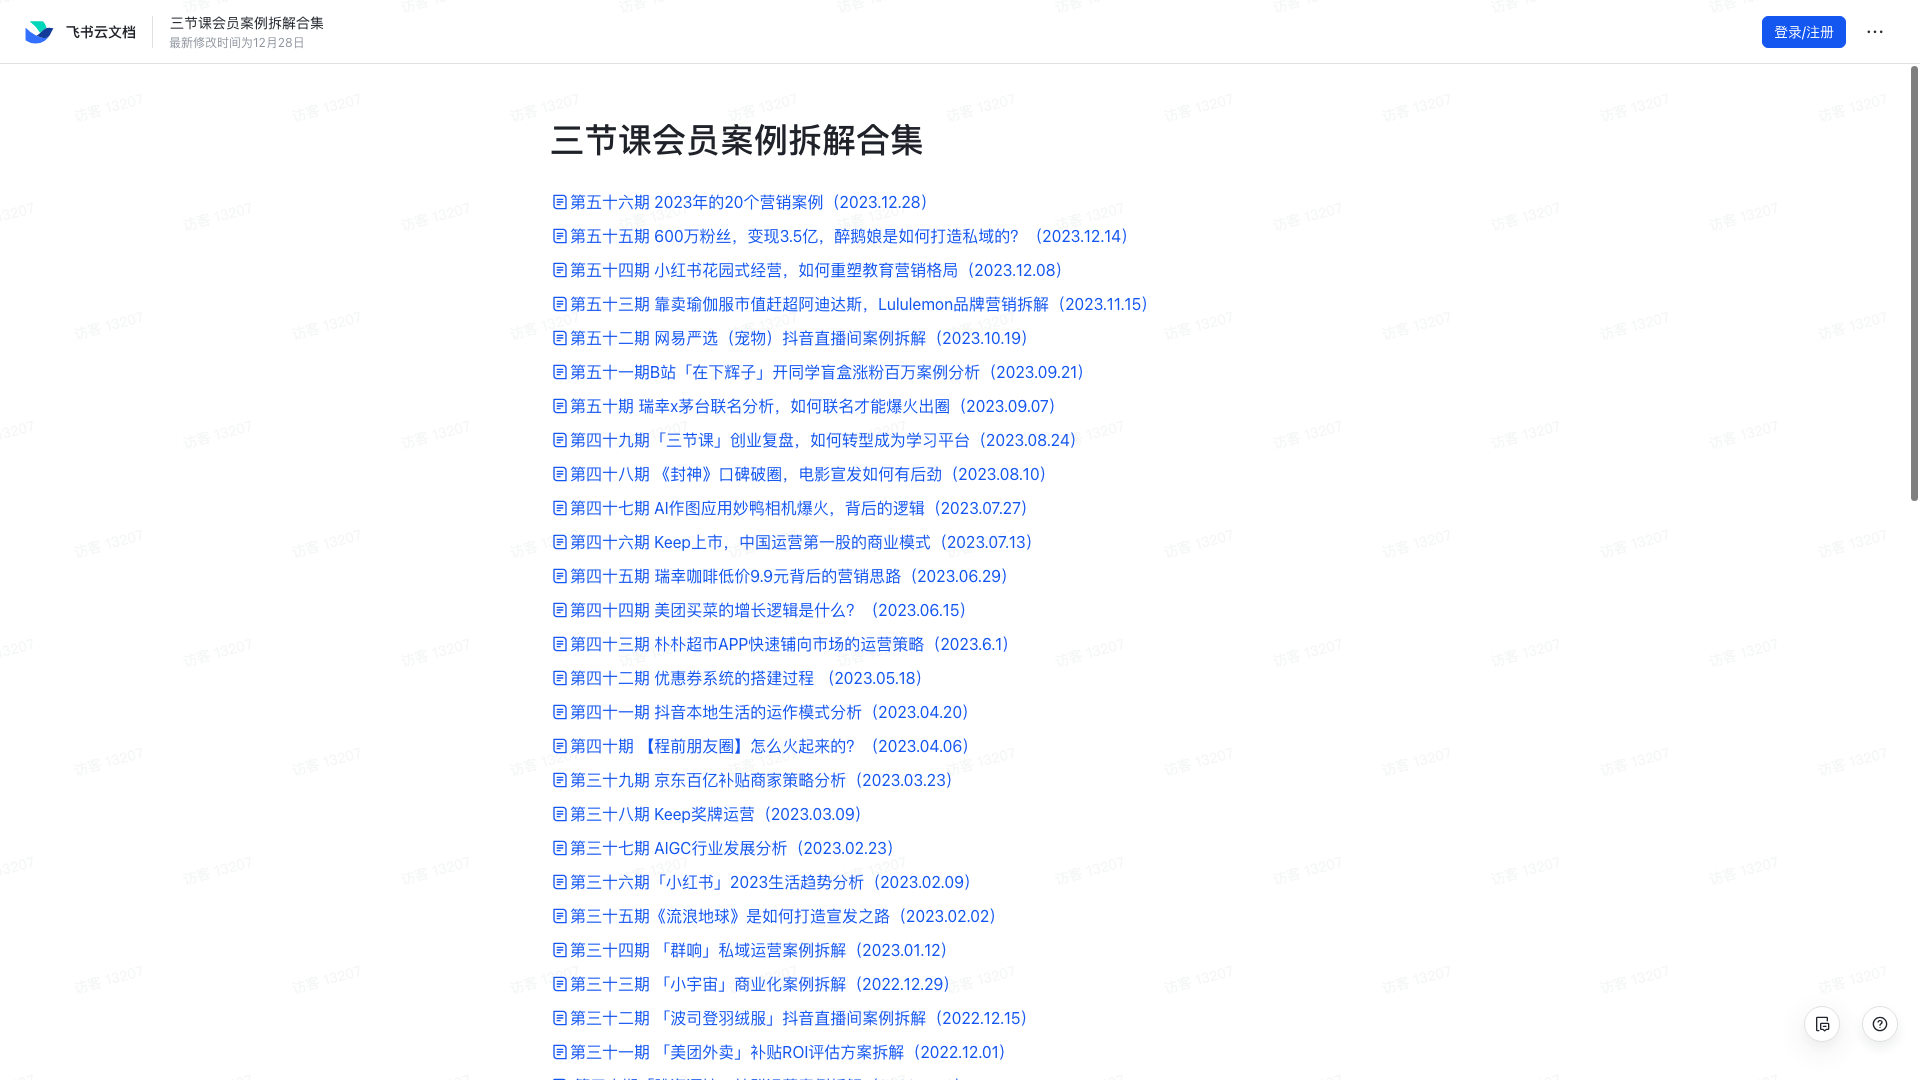 飞书云文档
三节课会员案例拆解合集
最新修改时间为12月28日
登录/注册
三节课会员案例拆解合集
第五十六期 2023年的20个营销案例（2023.12.28）
第五十五期 600万粉丝，变现3.5亿，醉鹅娘是如何打造私域的？（2023.12.14）
第五十四期 小红书花园式经营，如何重塑教育营销格局（2023.12.08）
第五十三期 靠卖瑜伽服市值赶超阿迪达斯，Lululemon品牌营销拆解（2023.11.15）
第五十二期 网易严选（宠物）抖音直播间案例拆解（2023.10.19）
第五十一期B站「在下辉子」开同学盲盒涨粉百万案例分析（2023.09.21）
第五十期 瑞幸x茅台联名分析，如何联名才能爆火出圈（2023.09.07）
第四十九期「三节课」创业复盘，如何转型成为学习平台（2023.08.24）
第四十八期 《封神》口碑破圈，电影宣发如何有后劲（2023.08.10）
第四十七期 AI作图应用妙鸭相机爆火，背后的逻辑（2023.07.27）
第四十六期 Keep上市，中国运营第一股的商业模式（2023.07.13）
第四十五期 瑞幸咖啡低价9.9元背后的营销思路（2023.06.29）
第四十四期 美团买菜的增长逻辑是什么？（2023.06.15）
第四十三期 朴朴超市APP快速铺向市场的运营策略（2023.6.1）
第四十二期 优惠券系统的搭建过程 （2023.05.18）
第四十一期 抖音本地生活的运作模式分析（2023.04.20）
第四十期 【程前朋友圈】怎么火起来的？（2023.04.06）
第三十九期 京东百亿补贴商家策略分析（2023.03.23）
第三十八期 Keep奖牌运营（2023.03.09）
第三十七期 AIGC行业发展分析（2023.02.23）
第三十六期「小红书」2023生活趋势分析（2023.02.09）
第三十五期《流浪地球》是如何打造宣发之路（2023.02.02）
第三十四期 「群响」私域运营案例拆解（2023.01.12）
第三十三期 「小宇宙」商业化案例拆解（2022.12.29）
第三十二期 「波司登羽绒服」抖音直播间案例拆解（2022.12.15）
第三十一期 「美团外卖」补贴ROI评估方案拆解（2022.12.01）
访客 13207